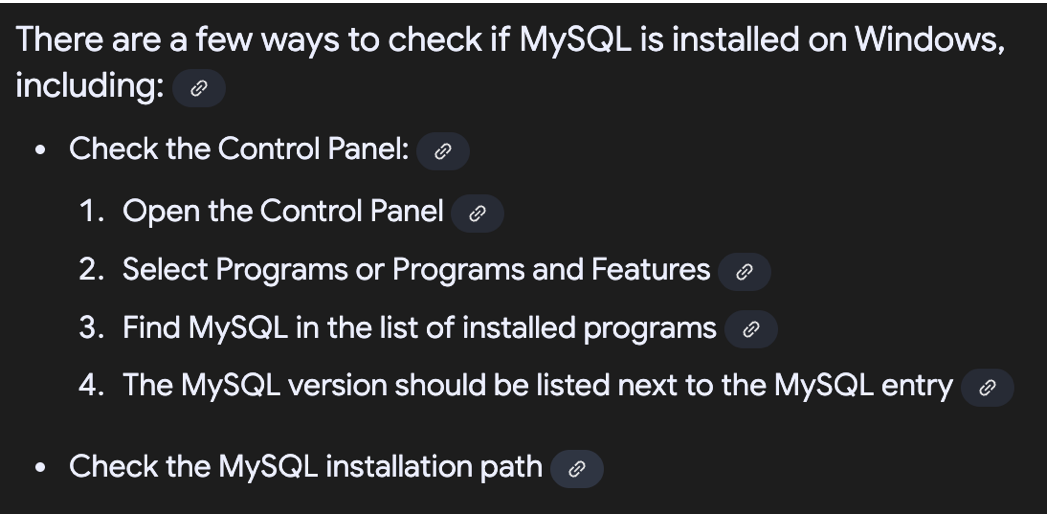 There are a few ways to check if MySQL is installed on Windows,
including:
• Check the Control Panel:
1. Open the Control Panel
2. Select Programs or Programs and Features
3. Find MySQL in the list of installed programs
4. The MySQL version should be listed next to the MySQL entry
• Check the MySQL installation path